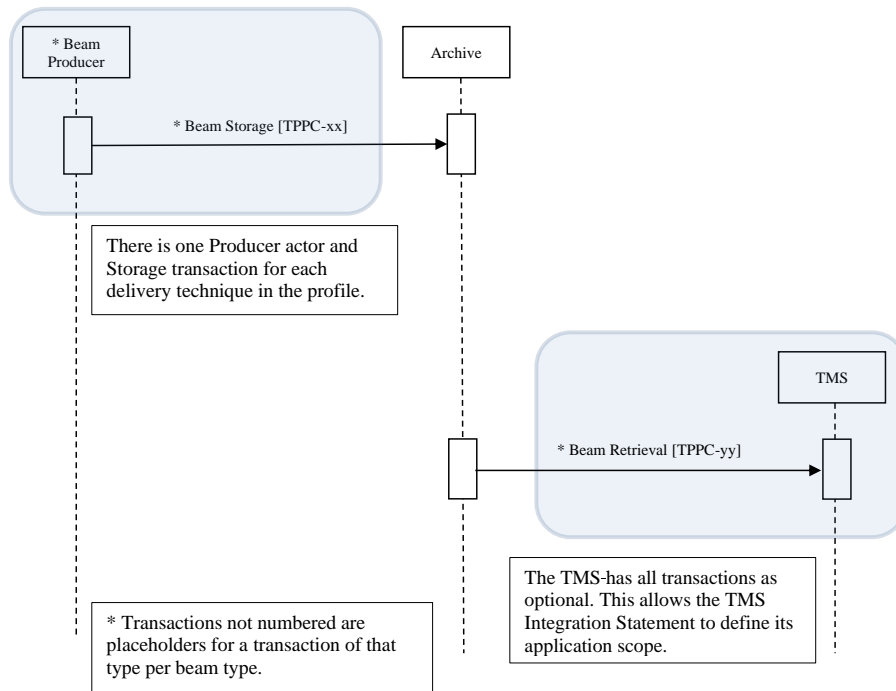 * Beam
Producer
Archive
* Beam Storage [TPPC-xx]
There is one Producer actor and
Storage transaction for each
delivery technique in the profile.
TMS
* Beam Retrieval [TPPC-yy]
The TMS-has all transactions as
optional. This allows the TMS
Integration Statement to define its
application scope.
* Transactions not numbered are
placeholders for a transaction of that
type per beam type.